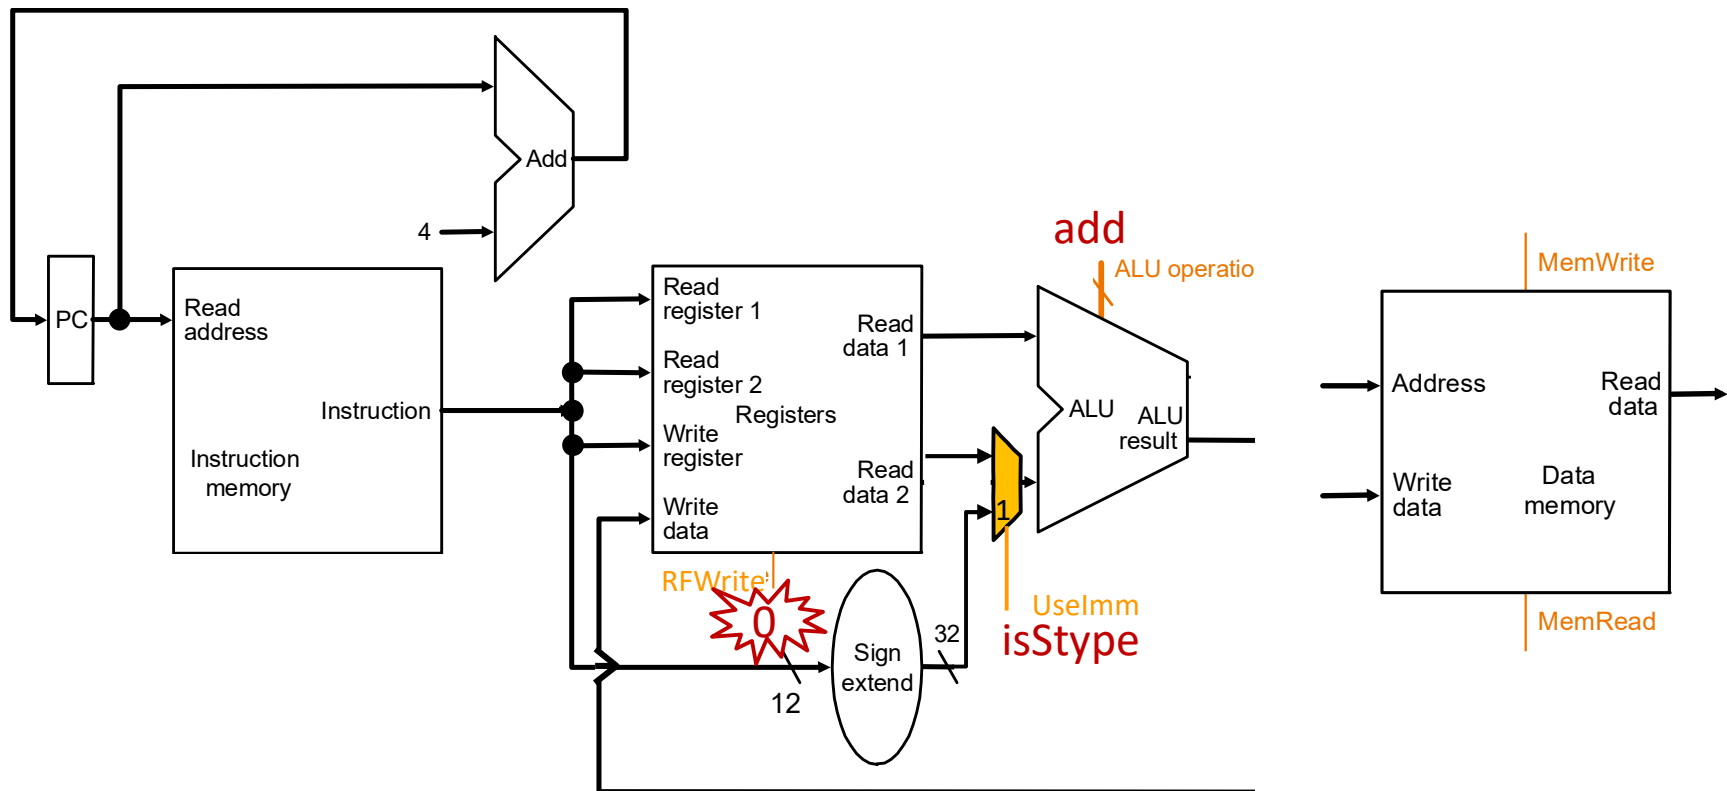 Add
4
add
ALU operatio
MemWrite
PC
Read
address
Instruction
Instruction
memory
Read
register 1
Read
register 2
Registers
Write
register
Write
data
Read
data 1
Read
data 2
ALU
ALU
result
1
Address
Read
data
Write
data
Data
memory
RFWrite
0
UseImm
isStype
MemRead
32
Sign
extend
12